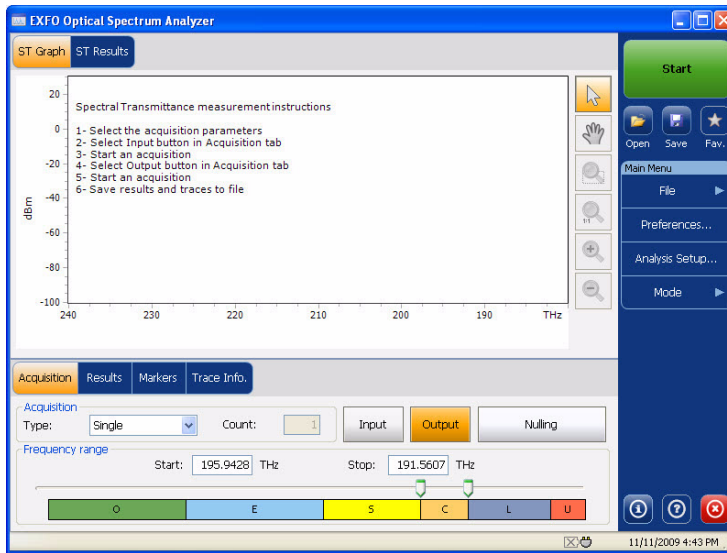 EXFO Optical Spectrum Analyzer
ST Graph ST Results
Start
Open Save Fav.
Main Menu
File
Preferences...
Analysis Setup...
Mode
Spectral Transmittance measurement instructions
1- Select the acquisition parameters
2- Select Input button in Acquisition tab
3- Start an acquisition
4- Select Output button in Acquisition tab
5- Start an acquisition
6- Save results and traces to file
dBm
20
0
-20
-40
-60
-80
-100
240 230 220 210 200 190 THz
1:1
Acquisition Results Markers Trace Info.
Acquisition
Type: Single Count: 1 Input Output Nulling
Frequency range
Start: 195.9428 THz Stop: 191.5607 THz
O E S C L U
11/11/2009 4:43 PM